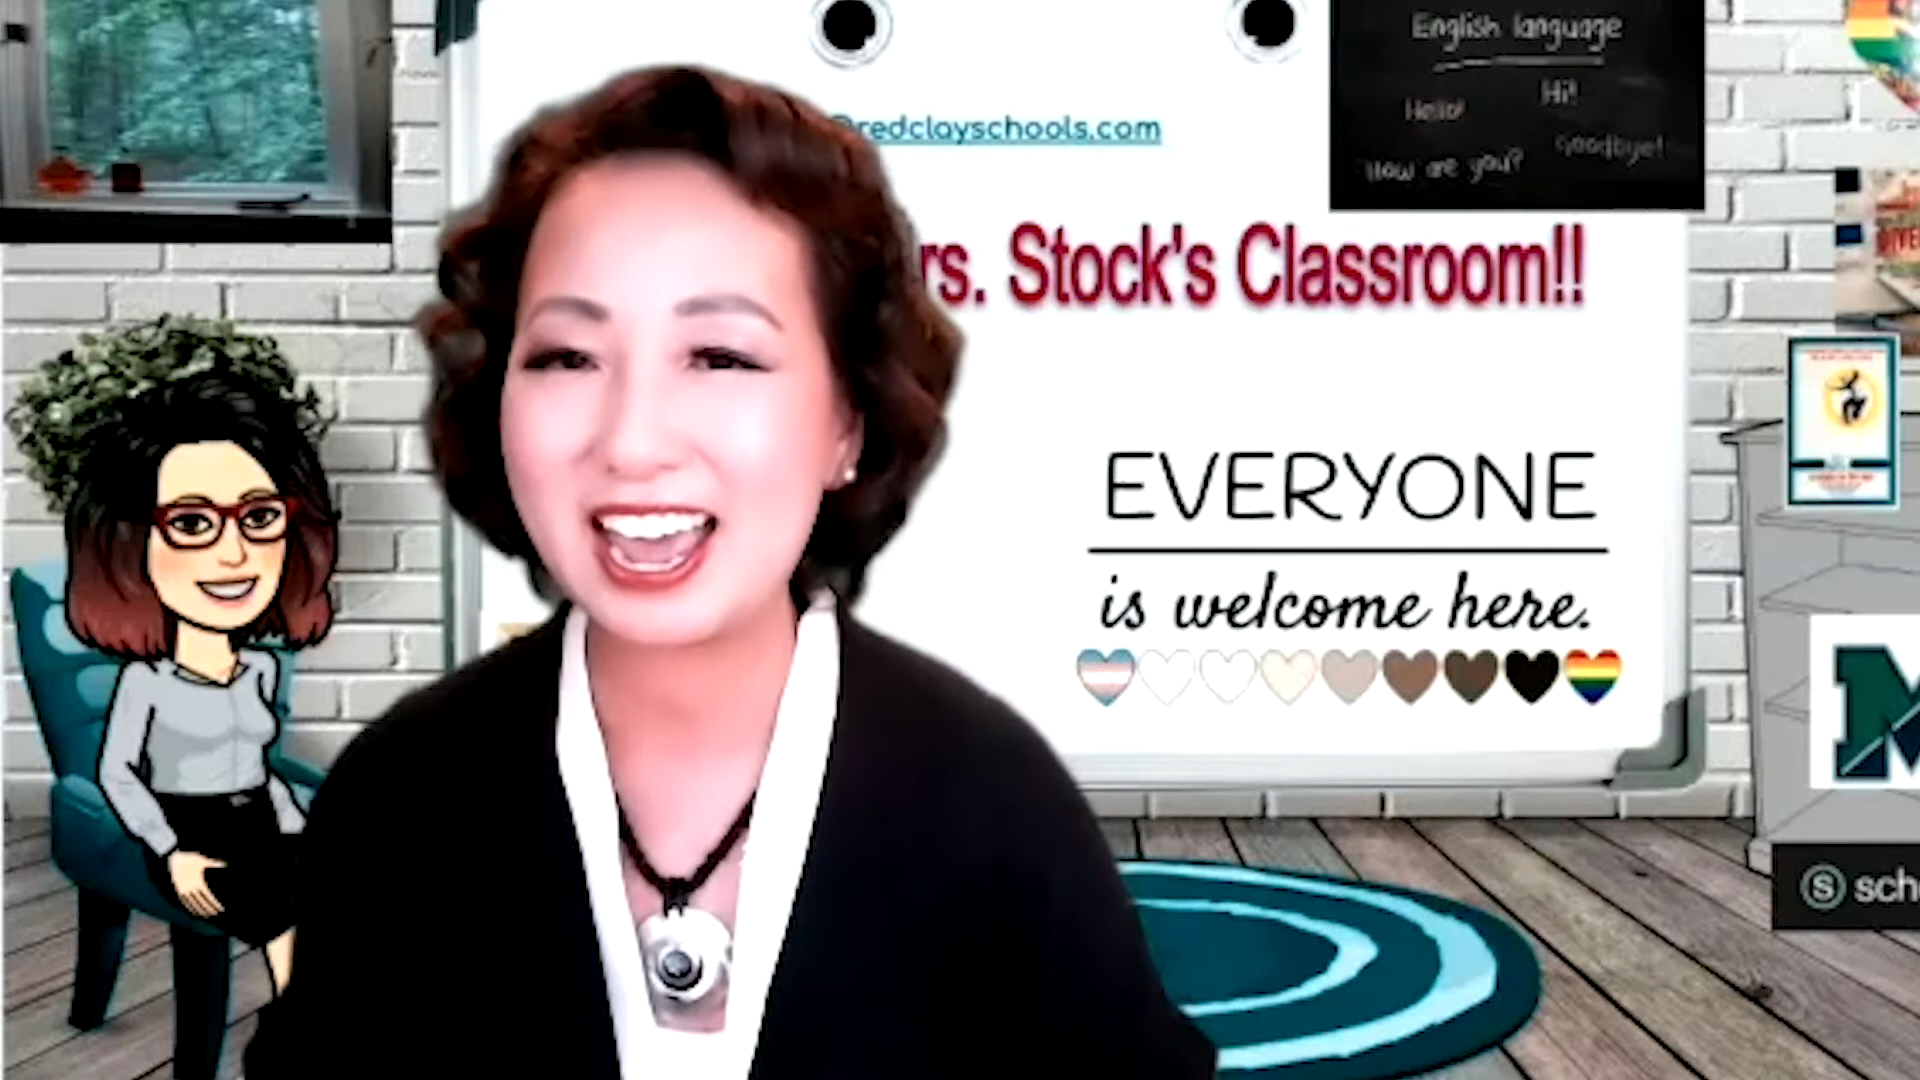 English language
Hello!
Hi!
How are you?
Goodbye!
@redclayschools.com
rs. Stock's Classroom!!
EVERYONE
is welcome here.
M
sch